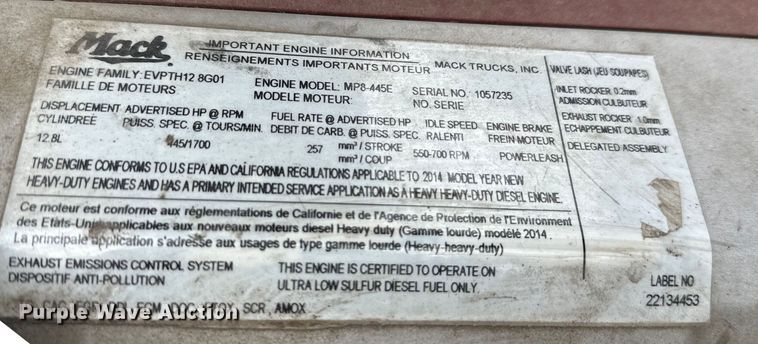 Mack
IMPORTANT ENGINE INFORMATION
RENSEIGNEMENTS IMPORTANTS MOTEUR
MACK TRUCKS, INC.
ENGINE FAMILY: EVPTH12 8G01
FAMILLE DE MOTEURS
ENGINE MODEL: MP8-445E
MODELE MOTEUR:
SERIAL NO.: 1057235
NO. SERIE
DISPLACEMENT ADVERTISED HP @ RPM FUEL RATE @ ADVERTISED HP IDLE SPEED ENGINE BRAKE
CYLINDREE PUISS. SPEC. @ TOURS/MIN. DEBIT DE CARB. @ PUISS. SPEC. RALENTI FREIN MOTEUR
12.8L 445/1700 257 mm³ / STROKE 550-700 RPM POWERLEASH
mm³ / COUP
THIS ENGINE CONFORMS TO U.S EPA AND CALIFORNIA REGULATIONS APPLICABLE TO 2014 MODEL YEAR NEW
HEAVY-DUTY ENGINES AND HAS A PRIMARY INTENDED SERVICE APPLICATION AS A HEAVY HEAVY-DUTY DIESEL ENGINE.
Ce moteur est conforme aux réglementations de Californie et de l'Agence de Protection de l'Environment
des Etats-Unis applicables aux nouveaux moteurs diesel Heavy duty (Gamme lourde) modélé 2014.
La principale application s'adresse aux usages de type gamme lourde (Heavy-heavy-duty)
EXHAUST EMISSIONS CONTROL SYSTEM
DISPOSITIF ANTI-POLLUTION
THIS ENGINE IS CERTIFIED TO OPERATE ON
ULTRA LOW SULFUR DIESEL FUEL ONLY.
ECM, DOC, SCR, AMOX
VALVE LASH (JEU SOUPAPES)
INLET ROCKER 0.2mm
ADMISSION CULBUTEUR
EXHAUST ROCKER 1.0mm
ECHAPPEMENT CULBUTEUR
DELEGATED ASSEMBLY
LABEL NO
22134453
Purple Wave Auction